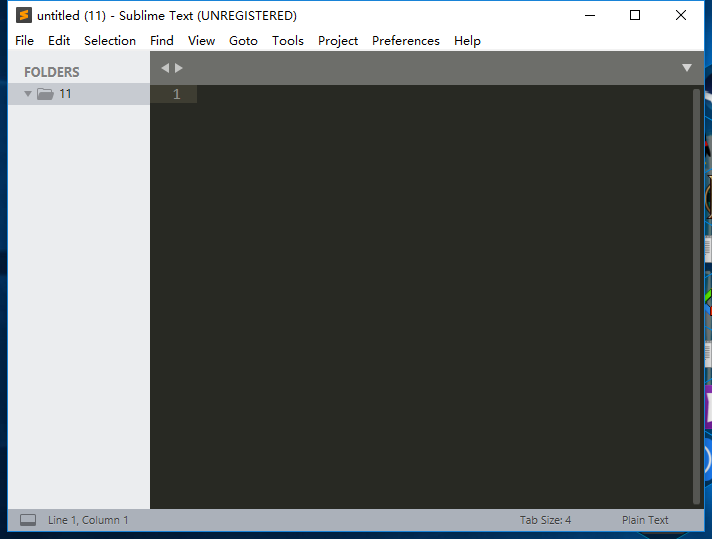 untitled (11) - Sublime Text (UNREGISTERED)
File Edit Selection Find View Goto Tools Project Preferences Help
FOLDERS
11
1
Line 1, Column 1 Tab Size: 4 Plain Text